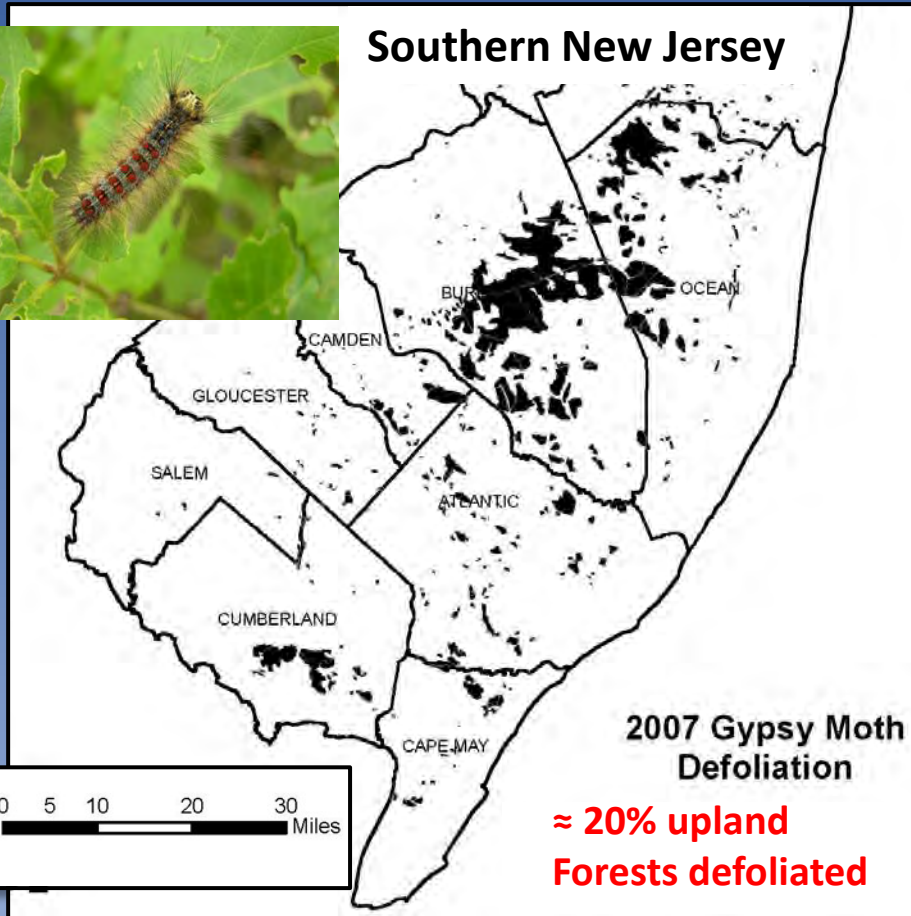 Southern New Jersey
BUR
OCEAN
CAMDEN
GLOUCESTER
SALEM
ATLANTIC
CUMBERLAND
CAPE MAY
2007 Gypsy Moth
Defoliation
0 5 10 20 30
Miles
≈ 20% upland
Forests defoliated